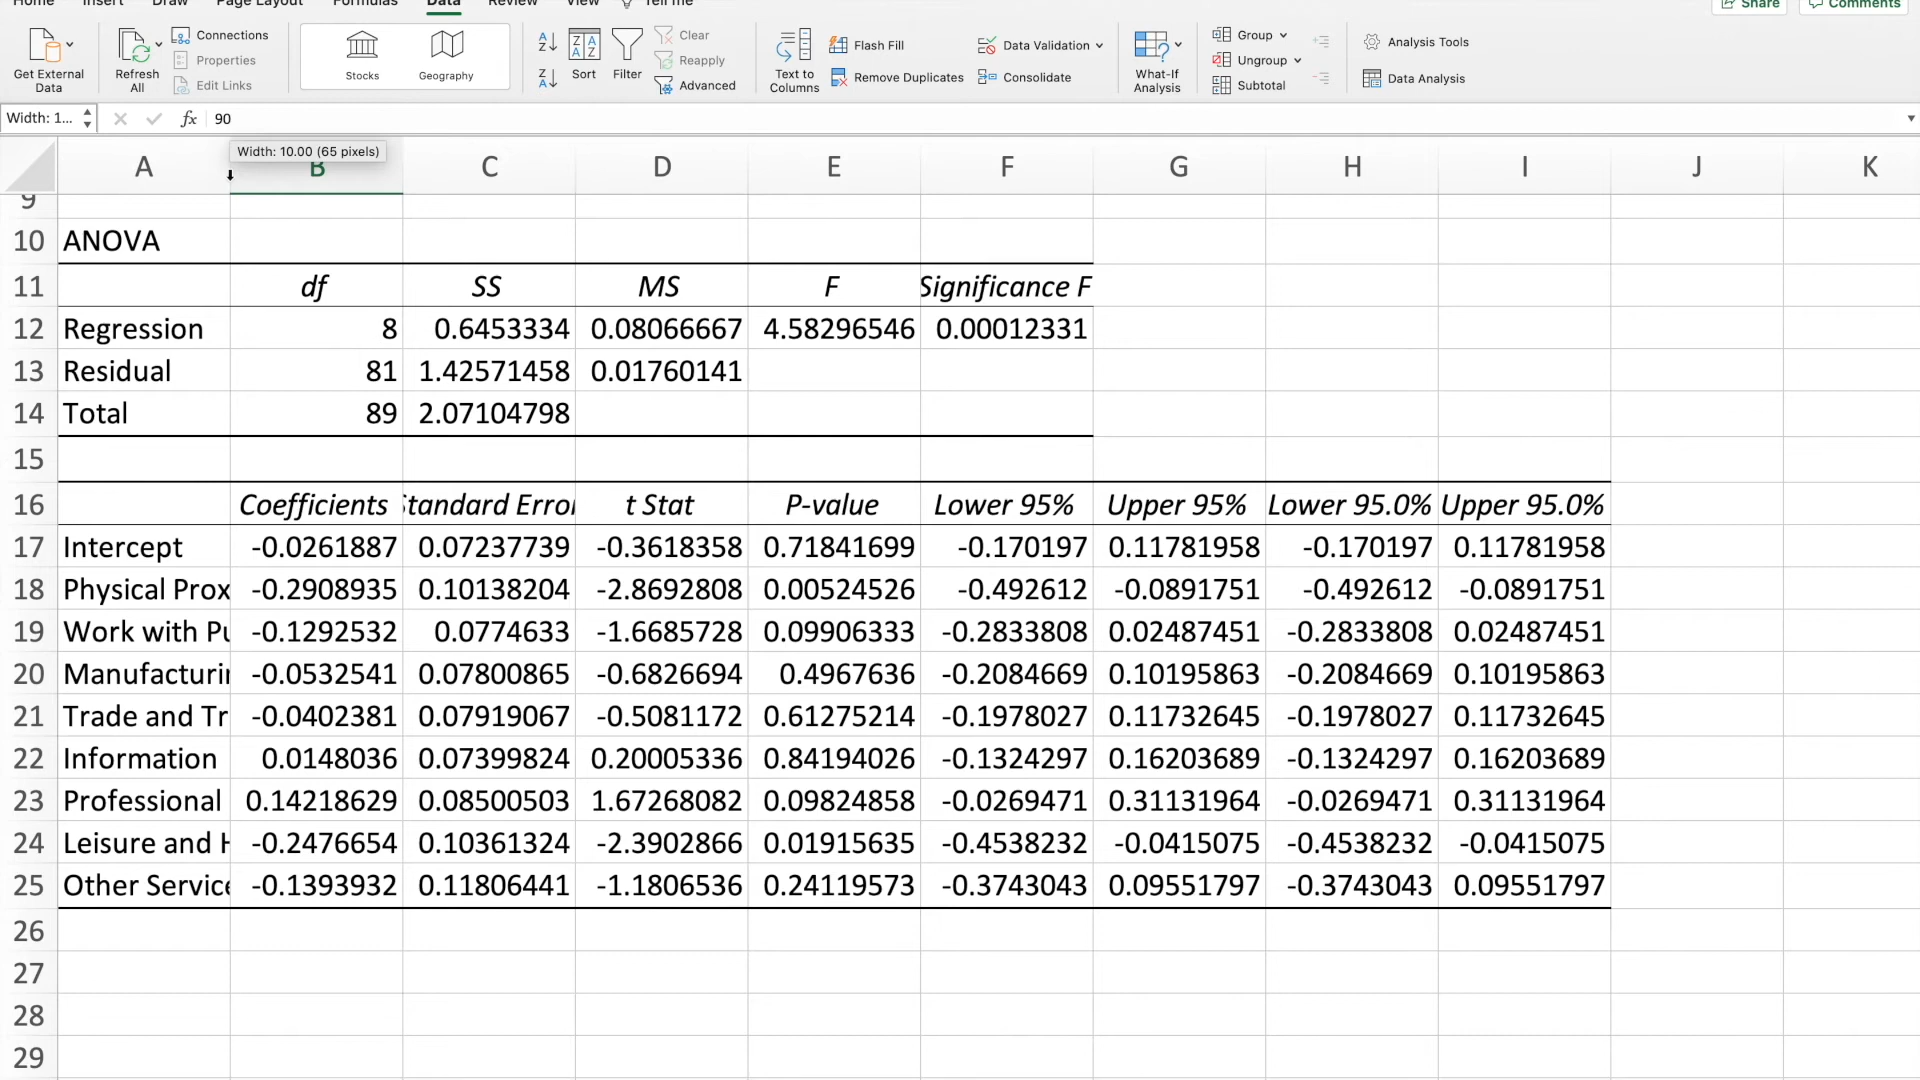 Home Insert Draw Page Layout Formulas Data Review View Tell me Share Comments
Get External Data
Refresh All
Connections
Properties
Edit Links
Stocks
Geography
Sort
Filter
Clear
Reapply
Advanced
Text to Columns
Flash Fill
Remove Duplicates
Data Validation
Consolidate
What-If Analysis
Group
Ungroup
Subtotal
Analysis Tools
Data Analysis
Width: 1... fx 90
Width: 10.00 (65 pixels)
A B C D E F G H I J K
9
10 ANOVA
11 df SS MS F Significance F
12 Regression 8 0.6453334 0.08066667 4.58296546 0.00012331
13 Residual 81 1.42571458 0.01760141
14 Total 89 2.07104798
15
16 Coefficients Standard Error t Stat P-value Lower 95% Upper 95% Lower 95.0% Upper 95.0%
17 Intercept -0.0261887 0.07237739 -0.3618358 0.71841699 -0.170197 0.11781958 -0.170197 0.11781958
18 Physical Prox -0.2908935 0.10138204 -2.8692808 0.00524526 -0.492612 -0.0891751 -0.492612 -0.0891751
19 Work with Pu -0.1292532 0.0774633 -1.6685728 0.09906333 -0.2833808 0.02487451 -0.2833808 0.02487451
20 Manufacturin -0.0532541 0.07800865 -0.6826694 0.4967636 -0.2084669 0.10195863 -0.2084669 0.10195863
21 Trade and Tr -0.0402381 0.07919067 -0.5081172 0.61275214 -0.1978027 0.11732645 -0.1978027 0.11732645
22 Information 0.0148036 0.07399824 0.20005336 0.84194026 -0.1324297 0.16203689 -0.1324297 0.16203689
23 Professional 0.14218629 0.08500503 1.67268082 0.09824858 -0.0269471 0.31131964 -0.0269471 0.31131964
24 Leisure and H -0.2476654 0.10361324 -2.3902866 0.01915635 -0.4538232 -0.0415075 -0.4538232 -0.0415075
25 Other Service -0.1393932 0.11806441 -1.1806536 0.24119573 -0.3743043 0.09551797 -0.3743043 0.09551797
26
27
28
29